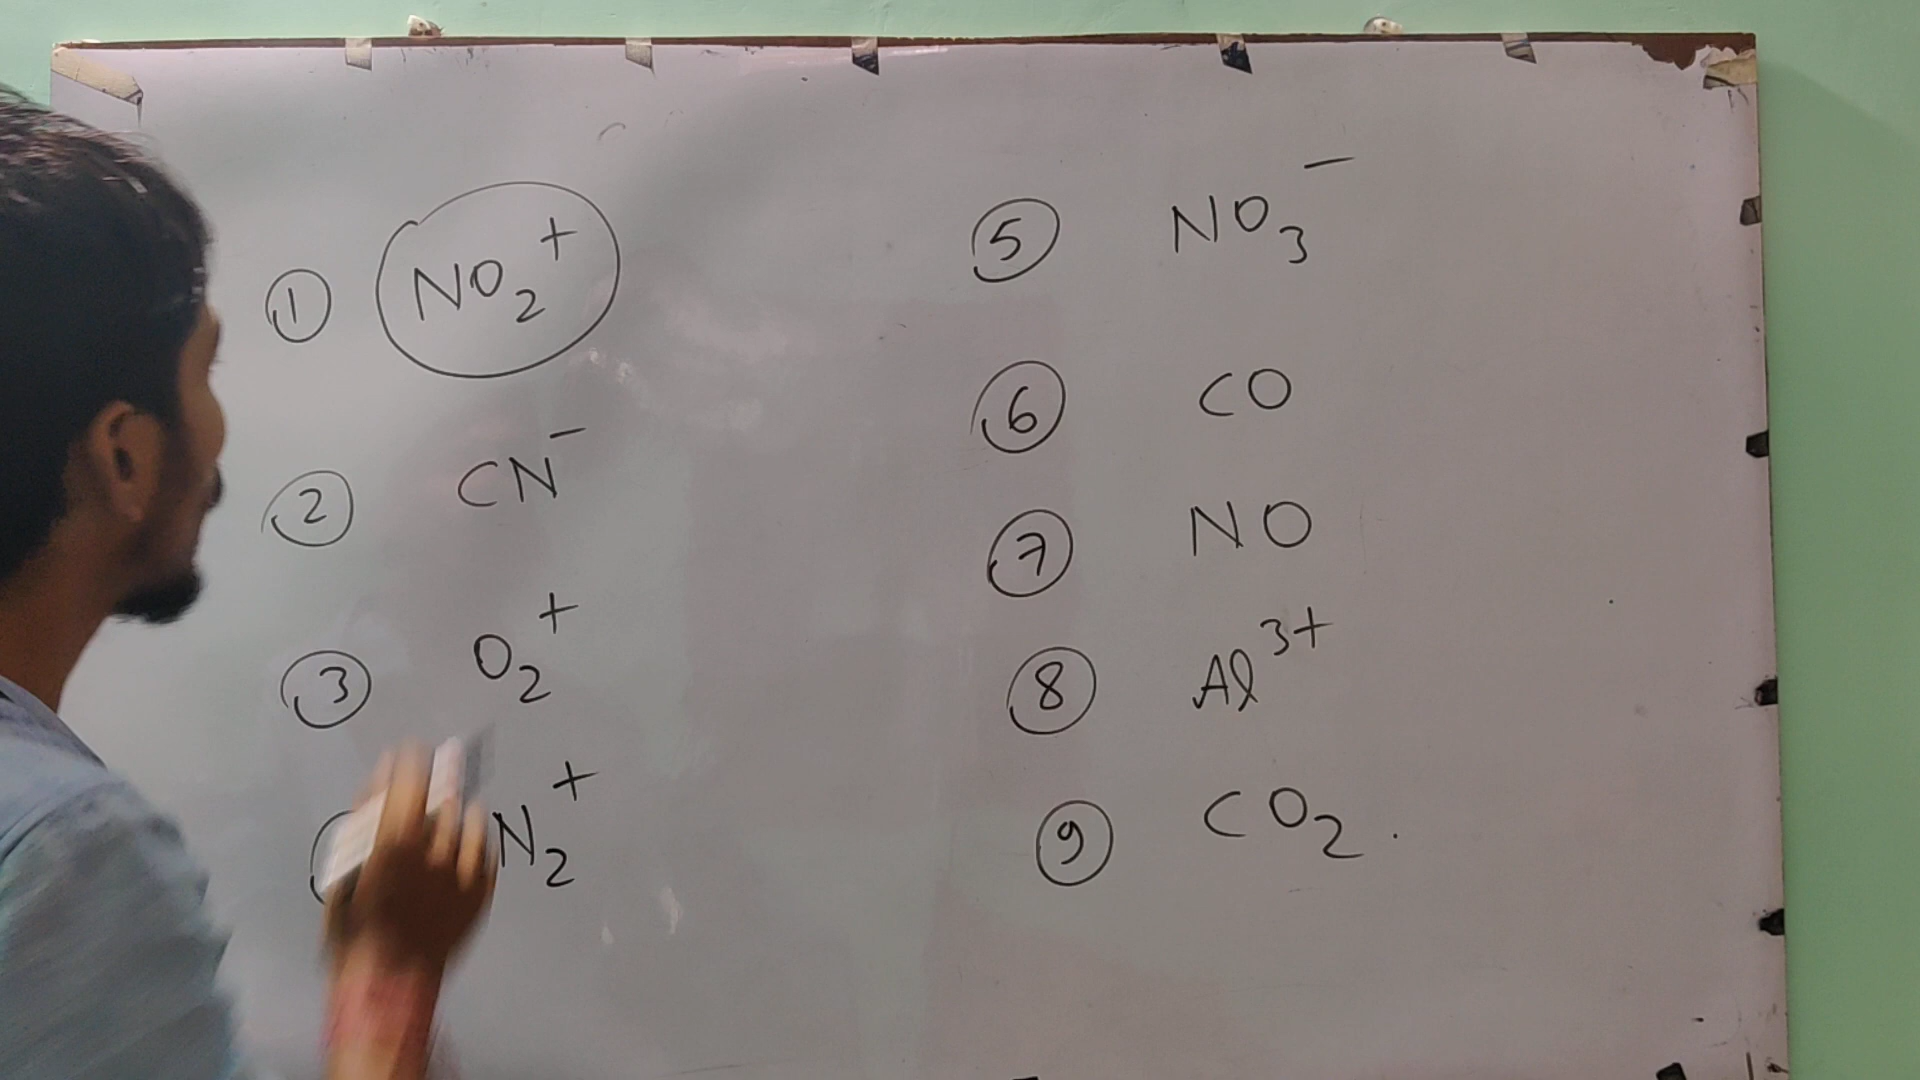 ① NO₂⁺
② CN⁻
③ O₂⁺
N₂⁺
⑤ NO₃⁻
⑥ CO
⑦ NO
⑧ Al³⁺
⑨ CO₂.